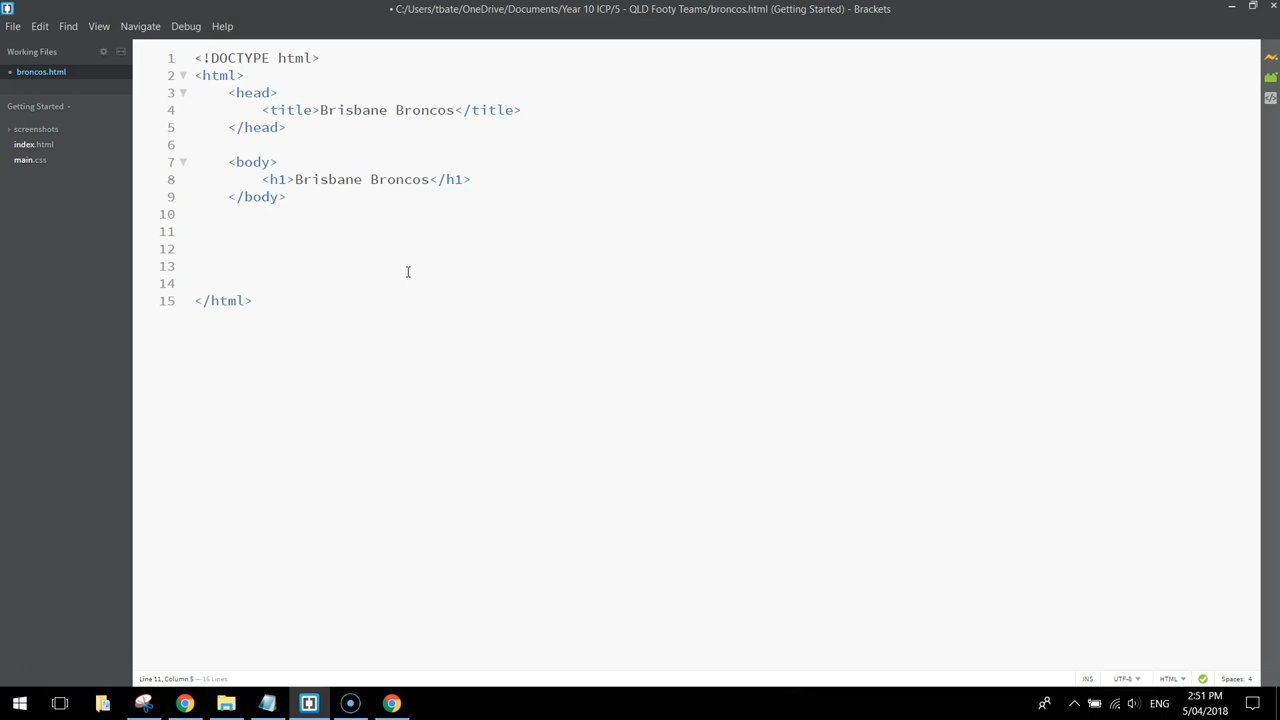 • C:/Users/tbate/OneDrive/Documents/Year 10 ICP/5 - QLD Footy Teams/broncos.html (Getting Started) - Brackets
File Edit Find View Navigate Debug Help
Working Files
broncos.html
Getting Started
screenshots
index.html
main.css
1 <!DOCTYPE html>
2 <html>
3 <head>
4 <title>Brisbane Broncos</title>
5 </head>
6
7 <body>
8 <h1>Brisbane Broncos</h1>
9 </body>
10
11
12
13
14
15 </html>
Line 11, Column 5 — 15 Lines
INS UTF-8 HTML Spaces: 4
ENG
2:51 PM
5/04/2018